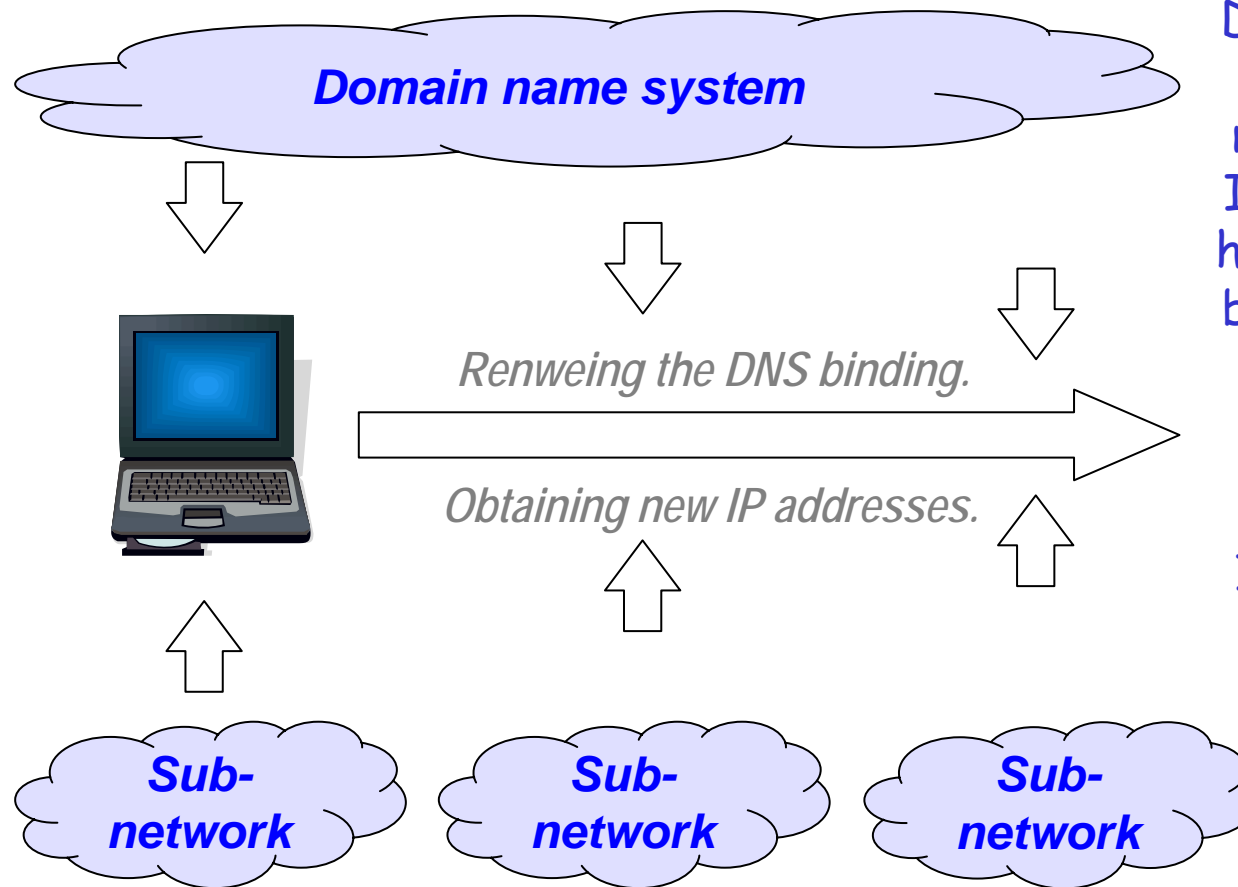 Domain name system
Renweing the DNS binding.
Obtaining new IP addresses.
Sub-
network
Sub-
network
Sub-
network